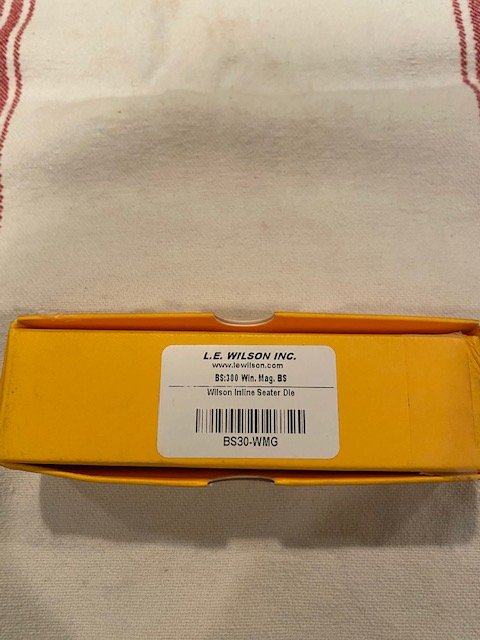 L.E. WILSON INC.
www.lewilson.com
BS:300 Win. Mag. BS
Wilson Inline Seater Die
BS30-WMG